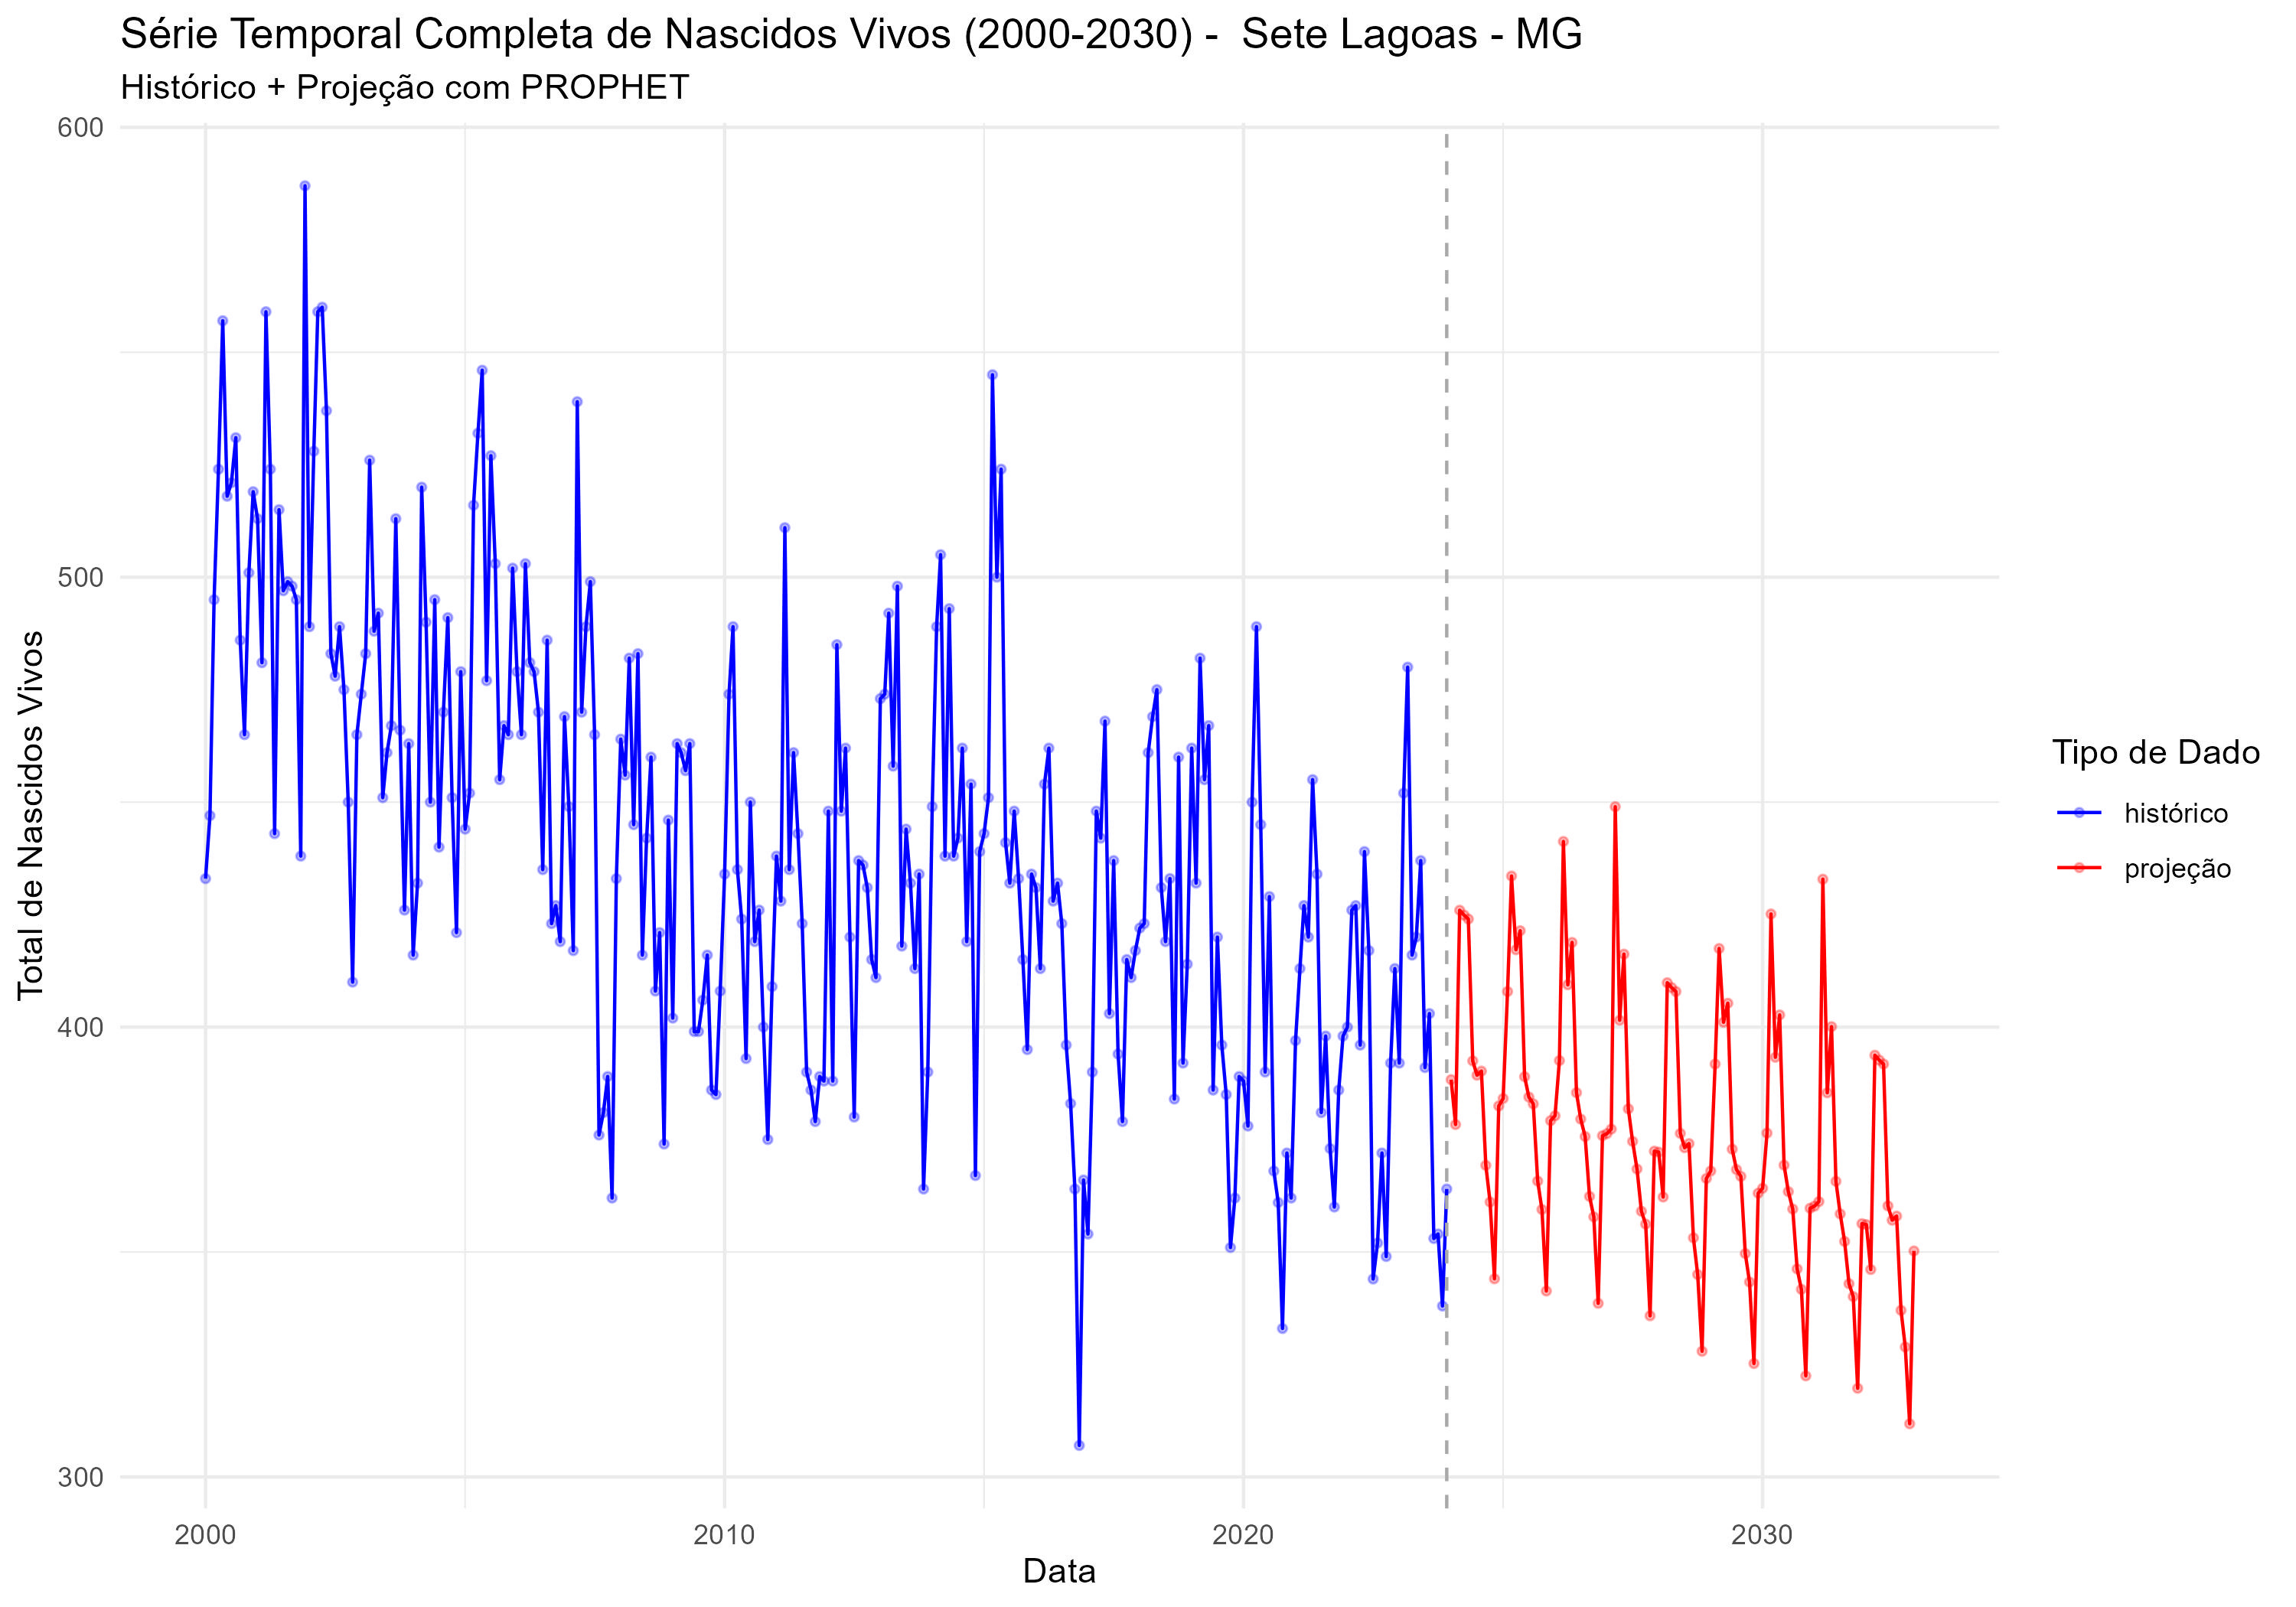 Série Temporal Completa de Nascidos Vivos (2000-2030) -  Sete Lagoas - MG
Histórico + Projeção com PROPHET
600
500
400
300
Total de Nascidos Vivos
2000
2010
2020
2030
Data
Tipo de Dado
histórico
projeção